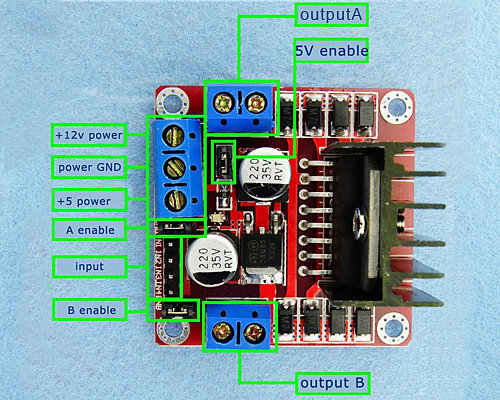 outputA
5V enable
+12v power
power GND
+5 power
A enable
input
B enable
output B
220
35V
RVT
220
35V
RVT
78M05